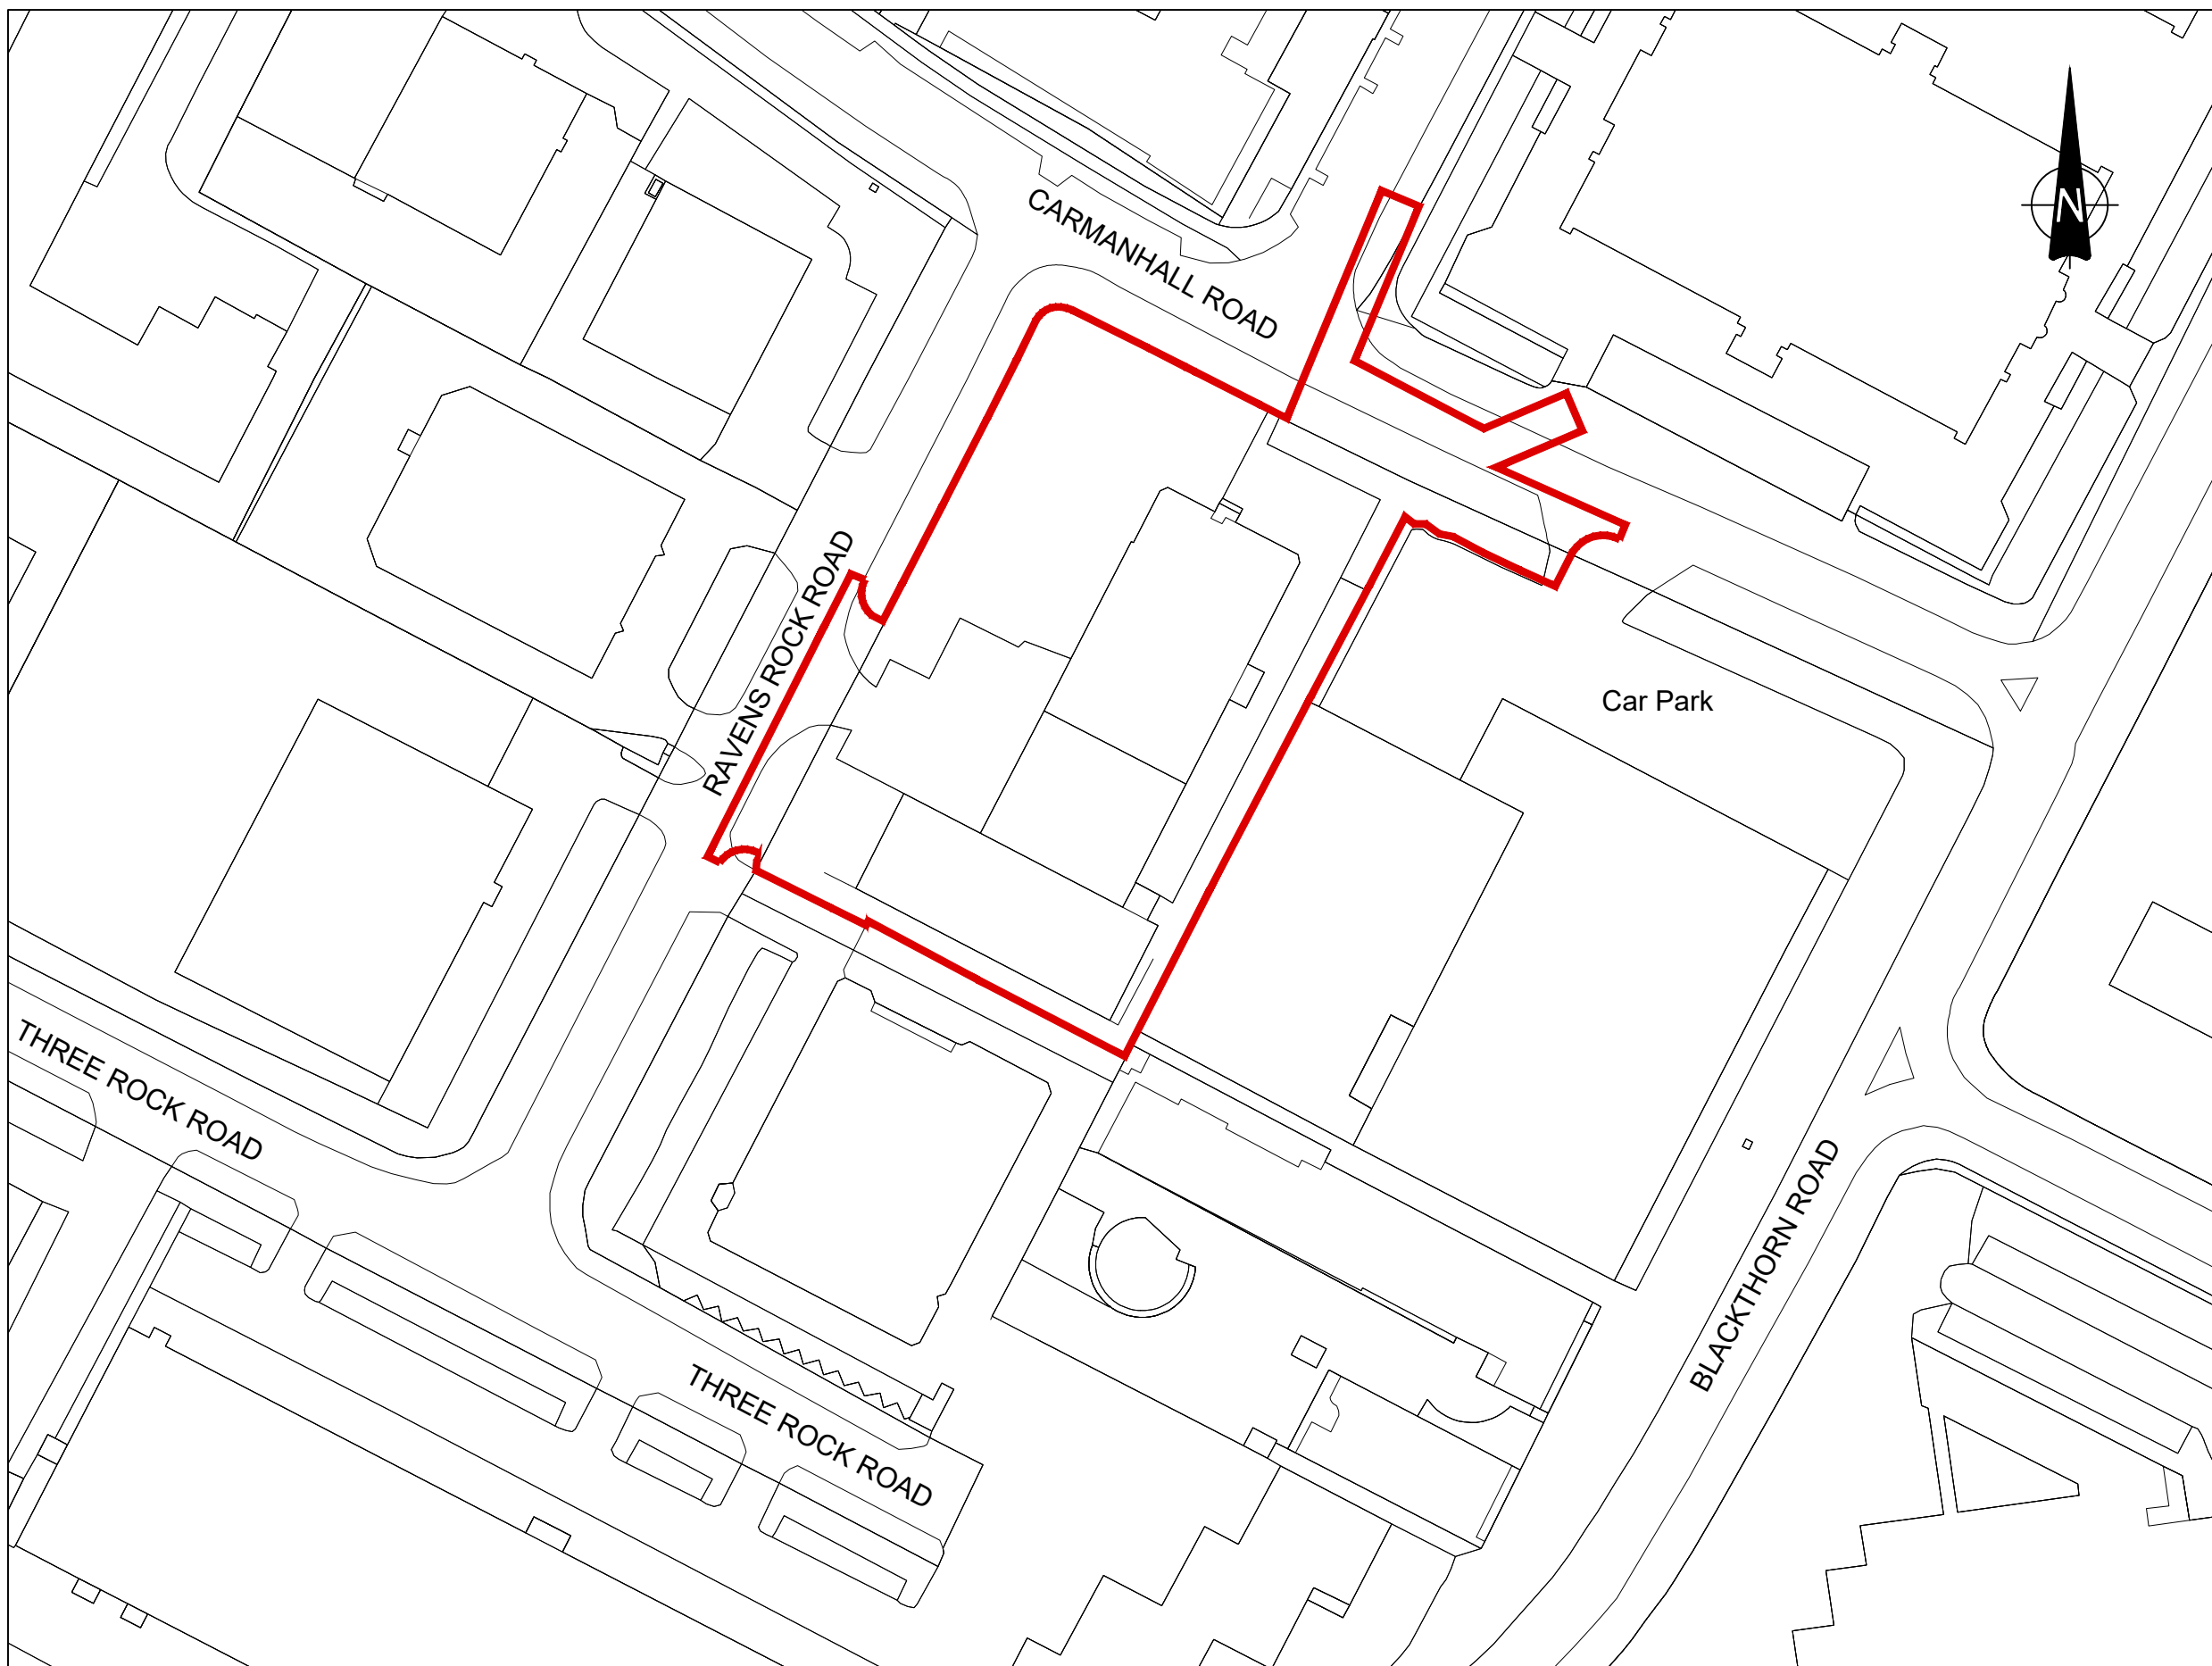 CARMANHALL ROAD
N
RAVENS ROCK ROAD
Car Park
THREE ROCK ROAD
BLACKTHORN ROAD
THREE ROCK ROAD